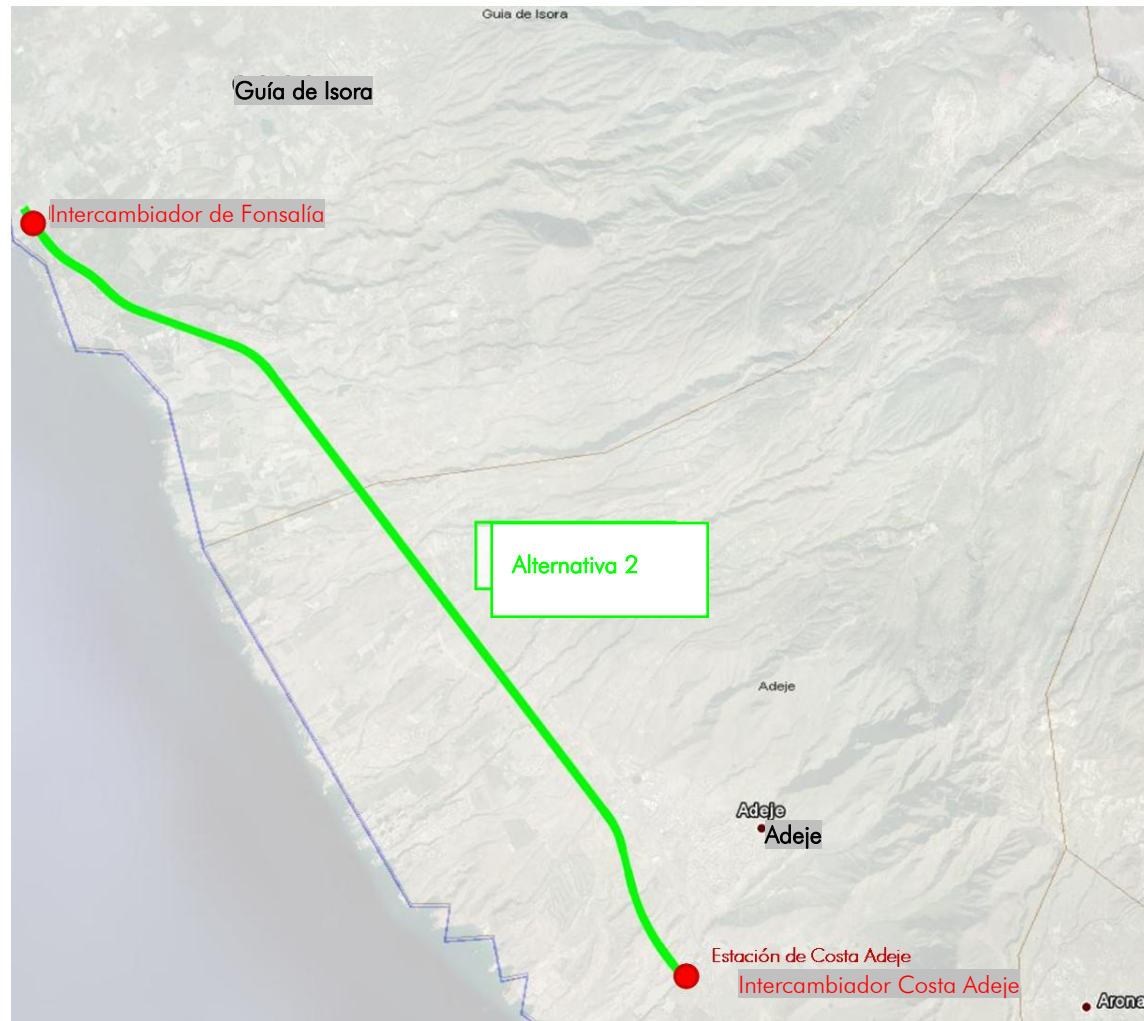 Guia de Isora
Guía de Isora
Intercambiador de Fonsalía
Alternativa 2
Adeje
Adeje
Adeje
Estación de Costa Adeje
Intercambiador Costa Adeje
Arona